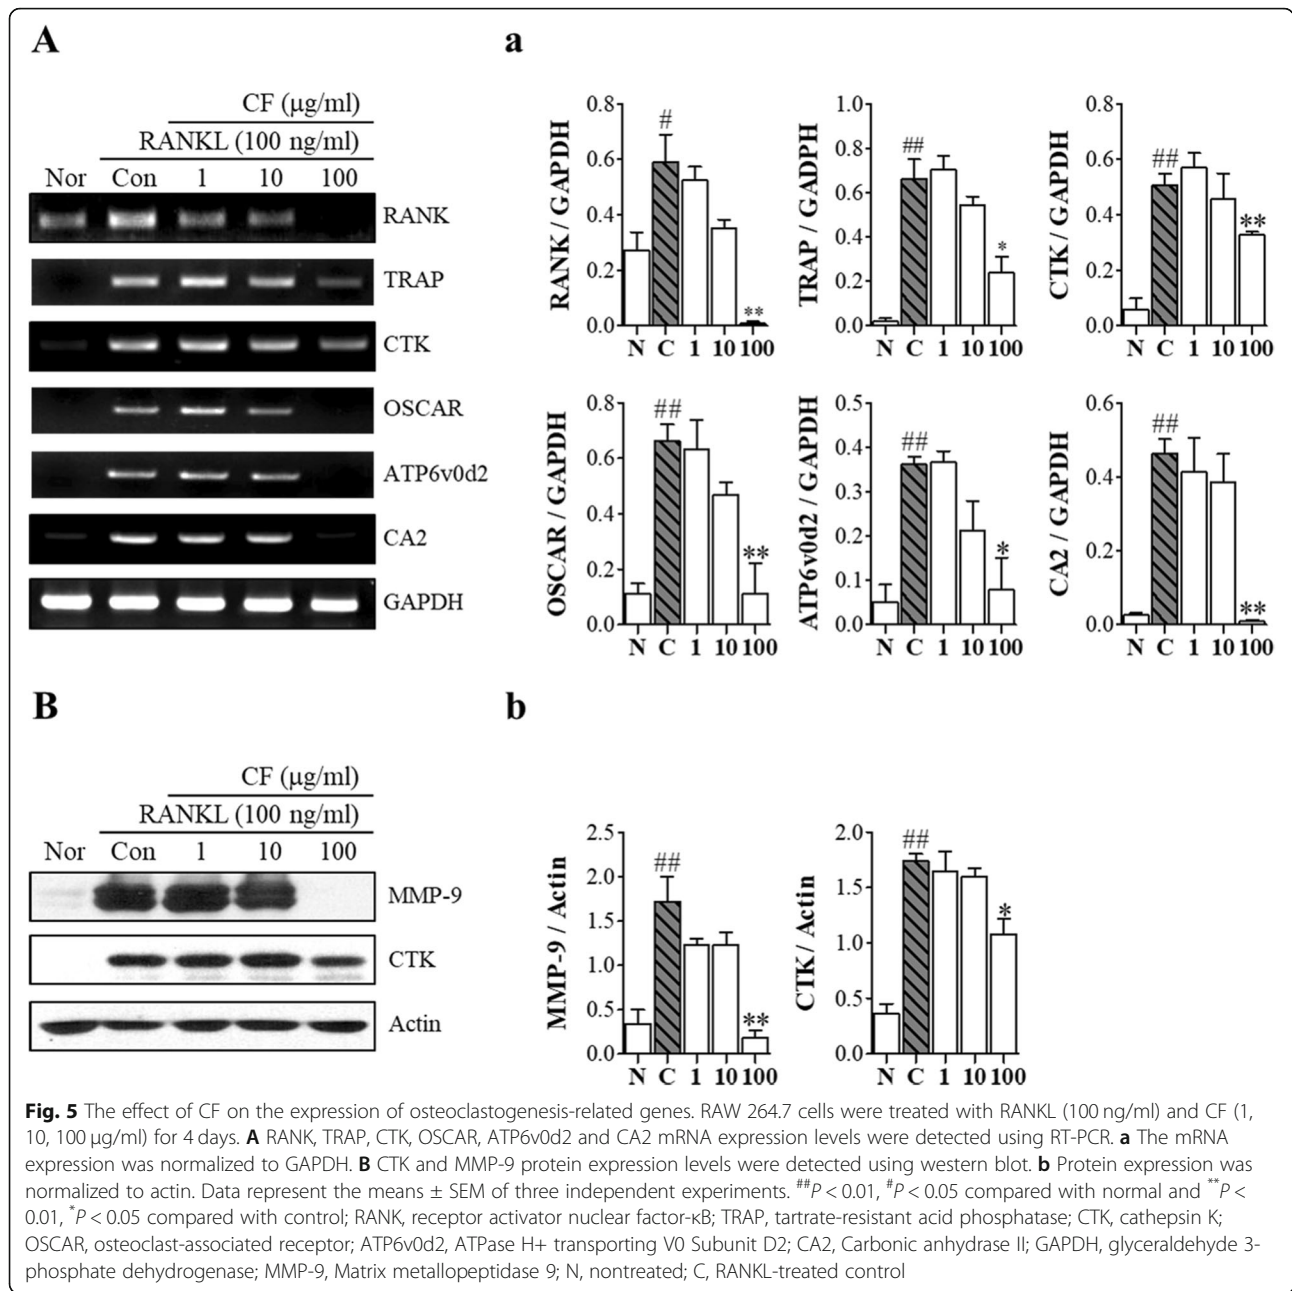 A
CF (μg/ml)
RANKL (100 ng/ml)
Nor Con 1 10 100
RANK
TRAP
CTK
OSCAR
ATP6v0d2
CA2
GAPDH
a
RANK / GAPDH
0.8
0.6
0.4
0.2
0.0
#
**
N C 1 10 100
TRAP / GADPH
1.0
0.8
0.6
0.4
0.2
0.0
##
*
N C 1 10 100
CTK / GAPDH
0.8
0.6
0.4
0.2
0.0
##
**
N C 1 10 100
OSCAR / GAPDH
0.8
0.6
0.4
0.2
0.0
##
**
N C 1 10 100
ATP6v0d2 / GAPDH
0.5
0.4
0.3
0.2
0.1
0.0
##
*
N C 1 10 100
CA2 / GAPDH
0.6
0.4
0.2
0.0
##
**
N C 1 10 100
B
CF (μg/ml)
RANKL (100 ng/ml)
Nor Con 1 10 100
MMP-9
CTK
Actin
b
MMP-9 / Actin
2.5
2.0
1.5
1.0
0.5
0.0
##
**
N C 1 10 100
CTK / Actin
2.0
1.5
1.0
0.5
0.0
##
*
N C 1 10 100
Fig. 5 The effect of CF on the expression of osteoclastogenesis-related genes. RAW 264.7 cells were treated with RANKL (100 ng/ml) and CF (1,
10, 100 μg/ml) for 4 days. A RANK, TRAP, CTK, OSCAR, ATP6v0d2 and CA2 mRNA expression levels were detected using RT-PCR. a The mRNA
expression was normalized to GAPDH. B CTK and MMP-9 protein expression levels were detected using western blot. b Protein expression was
normalized to actin. Data represent the means ± SEM of three independent experiments. ##P < 0.01, #P < 0.05 compared with normal and **P <
0.01, *P < 0.05 compared with control; RANK, receptor activator nuclear factor-κB; TRAP, tartrate-resistant acid phosphatase; CTK, cathepsin K;
OSCAR, osteoclast-associated receptor; ATP6v0d2, ATPase H+ transporting V0 Subunit D2; CA2, Carbonic anhydrase II; GAPDH, glyceraldehyde 3-
phosphate dehydrogenase; MMP-9, Matrix metallopeptidase 9; N, nontreated; C, RANKL-treated control